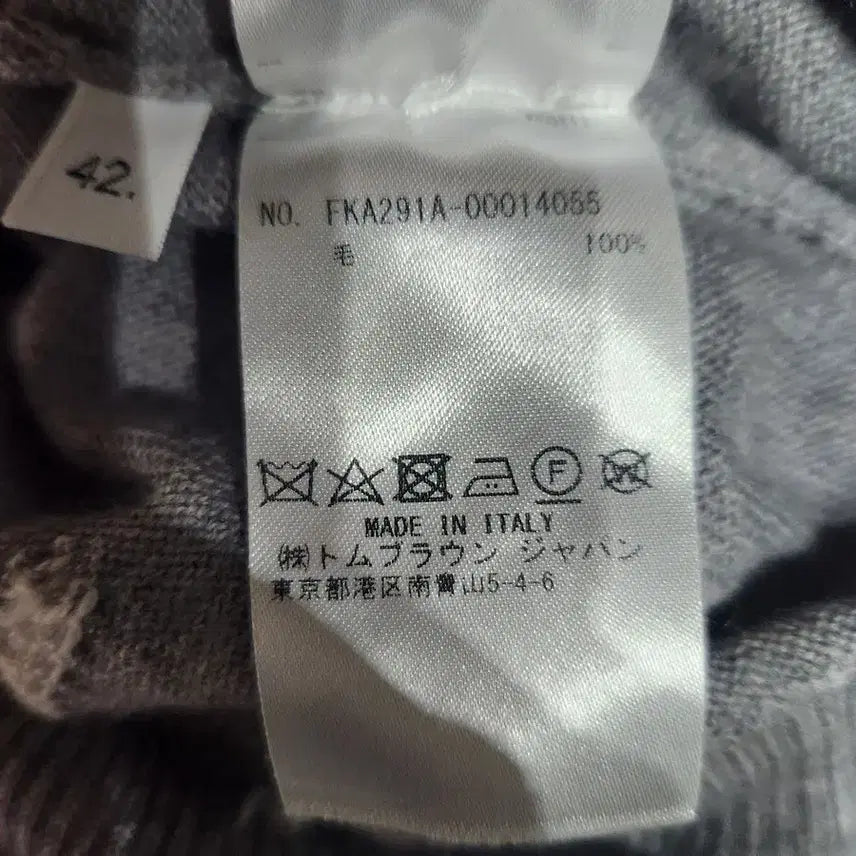 42.
NO. FKA291A-00014055
毛 100%
MADE IN ITALY
(株)トムブラウン ジャパン
東京都港区南青山5-4-6